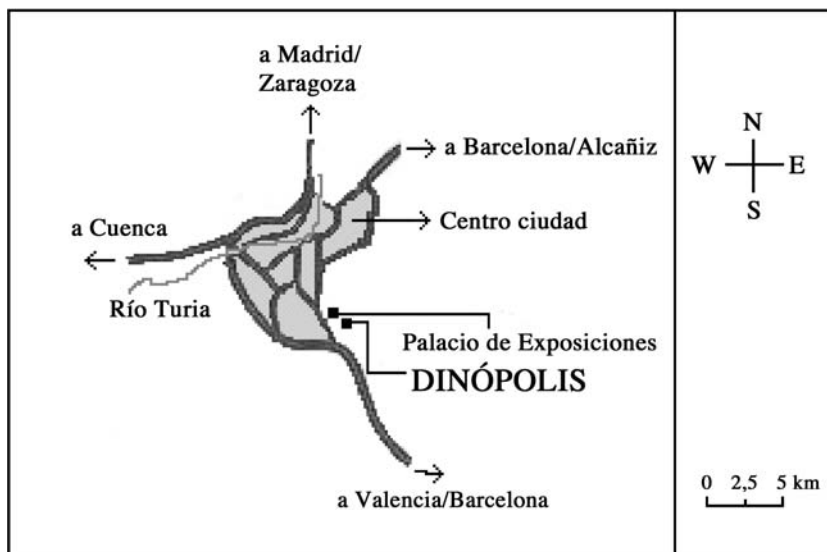 a Madrid/
Zaragoza
a Barcelona/Alcañiz
Centro ciudad
a Cuenca
Río Turia
Palacio de Exposiciones
DINÓPOLIS
a Valencia/Barcelona
N
W E
S
0 2,5 5 km